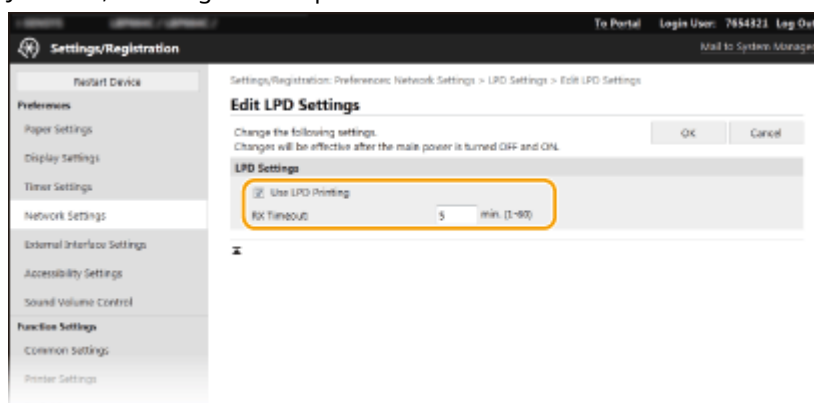 To Portal Login User: 7654321 Log Out
Settings/Registration
Mail to System Manager
Restart Device
Settings/Registration: Preferences: Network Settings > LPD Settings > Edit LPD Settings
Preferences
Edit LPD Settings
Paper Settings
Change the following settings.
OK Cancel
Changes will be effective after the main power is turned OFF and ON.
Display Settings
LPD Settings
Timer Settings
Use LPD Printing
Network Settings
RX Timeout: 5 min. (1-60)
External Interface Settings
Accessibility Settings
Sound Volume Control
Function Settings
Common Settings
Printer Settings